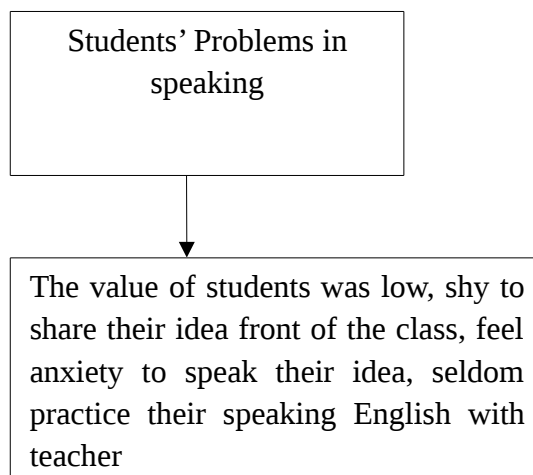 Students’ Problems in
speaking
The value of students was low, shy to
share their idea front of the class, feel
anxiety to speak their idea, seldom
practice their speaking English with
teacher